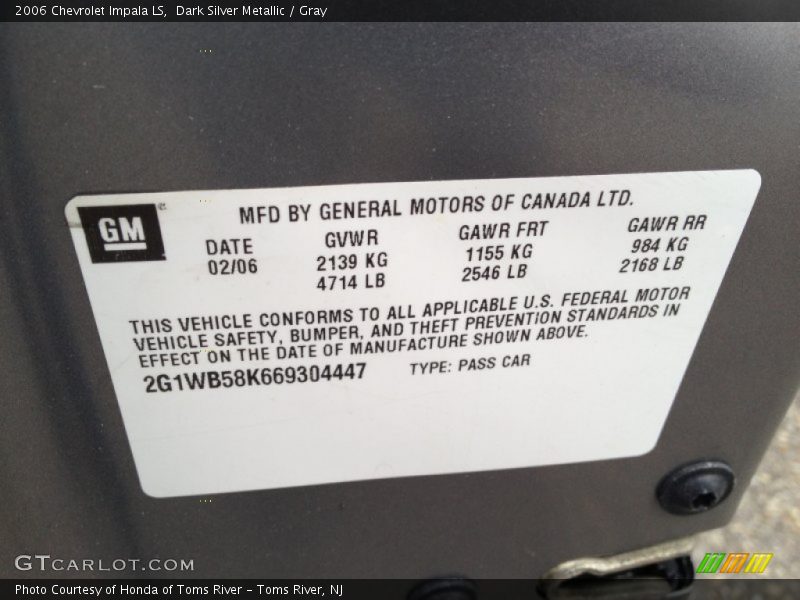 2006 Chevrolet Impala LS,  Dark Silver Metallic / Gray
GM
MFD BY GENERAL MOTORS OF CANADA LTD.
DATE GVWR GAWR FRT GAWR RR
02/06 2139 KG 1155 KG 984 KG
4714 LB 2546 LB 2168 LB
THIS VEHICLE CONFORMS TO ALL APPLICABLE U.S. FEDERAL MOTOR
VEHICLE SAFETY, BUMPER, AND THEFT PREVENTION STANDARDS IN
EFFECT ON THE DATE OF MANUFACTURE SHOWN ABOVE.
2G1WB58K669304447 TYPE: PASS CAR
GTCARLOT.COM
Photo Courtesy of Honda of Toms River - Toms River, NJ